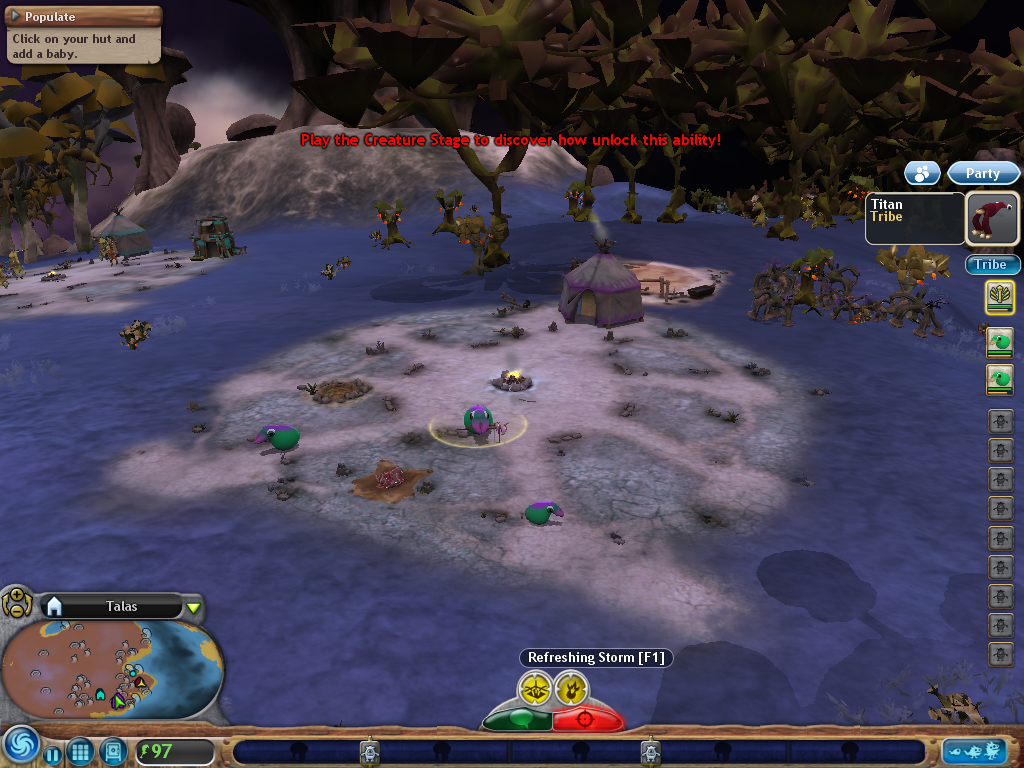 Populate
Click on your hut and
add a baby.
Play the Creature Stage to discover how unlock this ability!
Party
Titan
Tribe
Tribe
Talas
Refreshing Storm [F1]
97